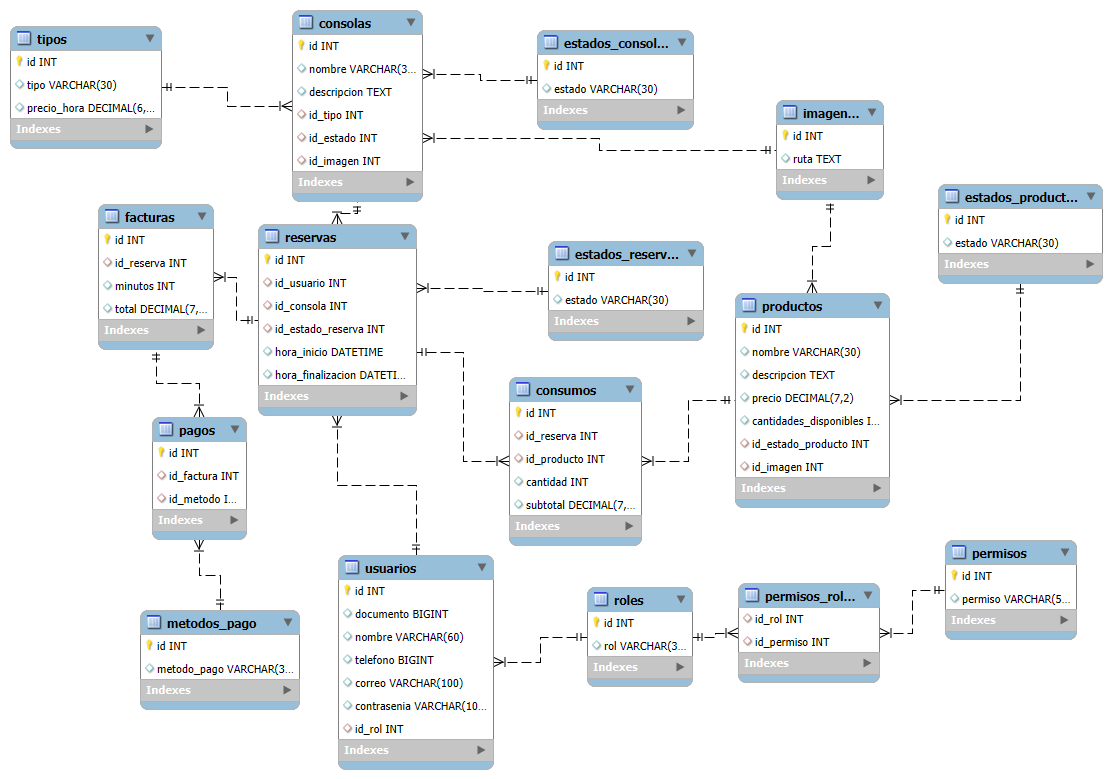 tipos
id INT
tipo VARCHAR(30)
precio_hora DECIMAL(6,...
Indexes
consolas
id INT
nombre VARCHAR(3...
descripcion TEXT
id_tipo INT
id_estado INT
id_imagen INT
Indexes
estados_consol...
id INT
estado VARCHAR(30)
Indexes
imagen...
id INT
ruta TEXT
Indexes
estados_product...
id INT
estado VARCHAR(30)
Indexes
facturas
id INT
id_reserva INT
minutos INT
total DECIMAL(7,...
Indexes
reservas
id INT
id_usuario INT
id_consola INT
id_estado_reserva INT
hora_inicio DATETIME
hora_finalizacion DATETI...
Indexes
estados_reserv...
id INT
estado VARCHAR(30)
Indexes
productos
id INT
nombre VARCHAR(30)
descripcion TEXT
precio DECIMAL(7,2)
cantidades_disponibles I...
id_estado_producto INT
id_imagen INT
Indexes
consumos
id INT
id_reserva INT
id_producto INT
cantidad INT
subtotal DECIMAL(7,...
Indexes
pagos
id INT
id_factura INT
id_metodo I...
Indexes
metodos_pago
id INT
metodo_pago VARCHAR(3...
Indexes
usuarios
id INT
documento BIGINT
nombre VARCHAR(60)
telefono BIGINT
correo VARCHAR(100)
contrasenia VARCHAR(10...
id_rol INT
Indexes
roles
id INT
rol VARCHAR(3...
Indexes
permisos_rol...
id_rol INT
id_permiso INT
Indexes
permisos
id INT
permiso VARCHAR(5...
Indexes